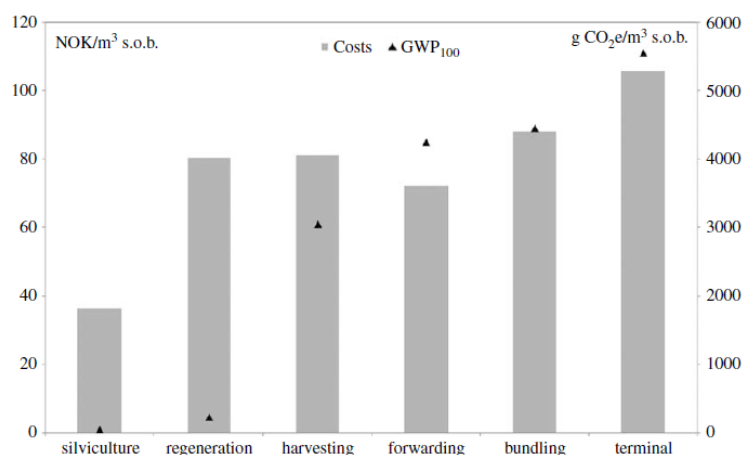 NOK/m³ s.o.b.
g CO₂e/m³ s.o.b.
Costs
GWP₁₀₀
120
100
80
60
40
20
0
6000
5000
4000
3000
2000
1000
0
silviculture regeneration harvesting forwarding bundling terminal